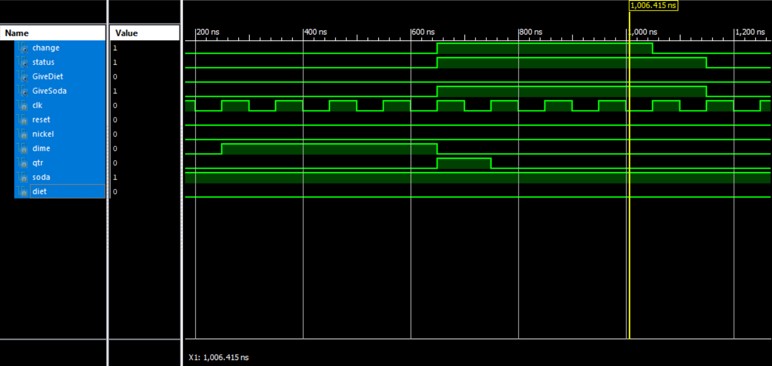 1,006.415 ns
Name Value
200 ns 400 ns 600 ns 800 ns 1,000 ns 1,200 ns
change 1
status 1
GiveDiet 0
GiveSoda 1
clk 0
reset 0
nickel 0
dime 0
qtr 0
soda 1
diet 0
X1: 1,006.415 ns